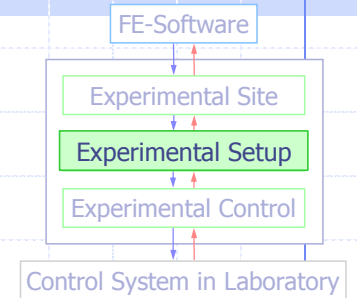 FE-Software
Experimental Site
Experimental Setup
Experimental Control
Control System in Laboratory